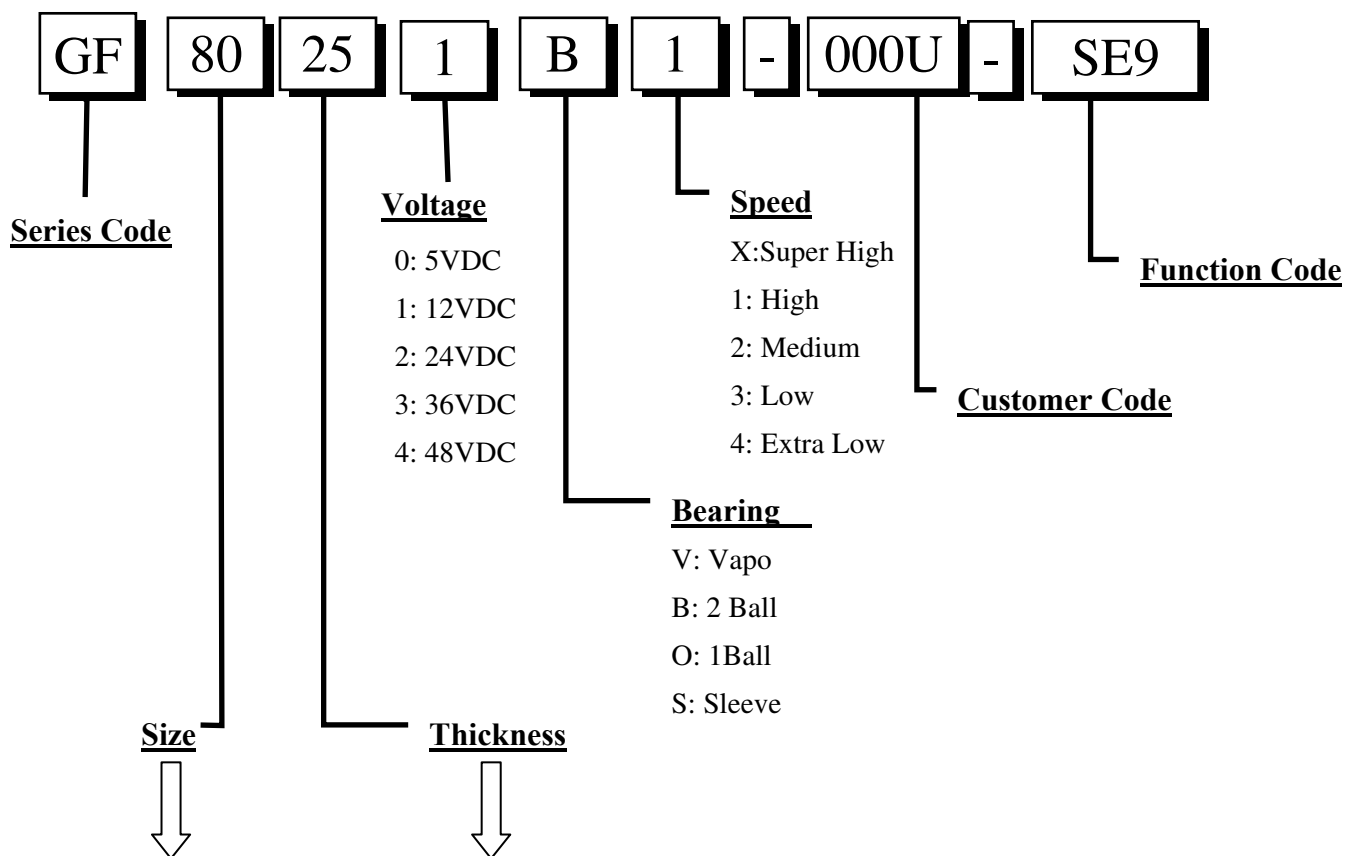 GF 80 25 1 B 1 - 000U - SE9
Series Code
Voltage
0: 5VDC
1: 12VDC
2: 24VDC
3: 36VDC
4: 48VDC
Speed
X:Super High
1: High
2: Medium
3: Low
4: Extra Low
Function Code
Customer Code
Bearing
V: Vapo
B: 2 Ball
O: 1Ball
S: Sleeve
Size
Thickness